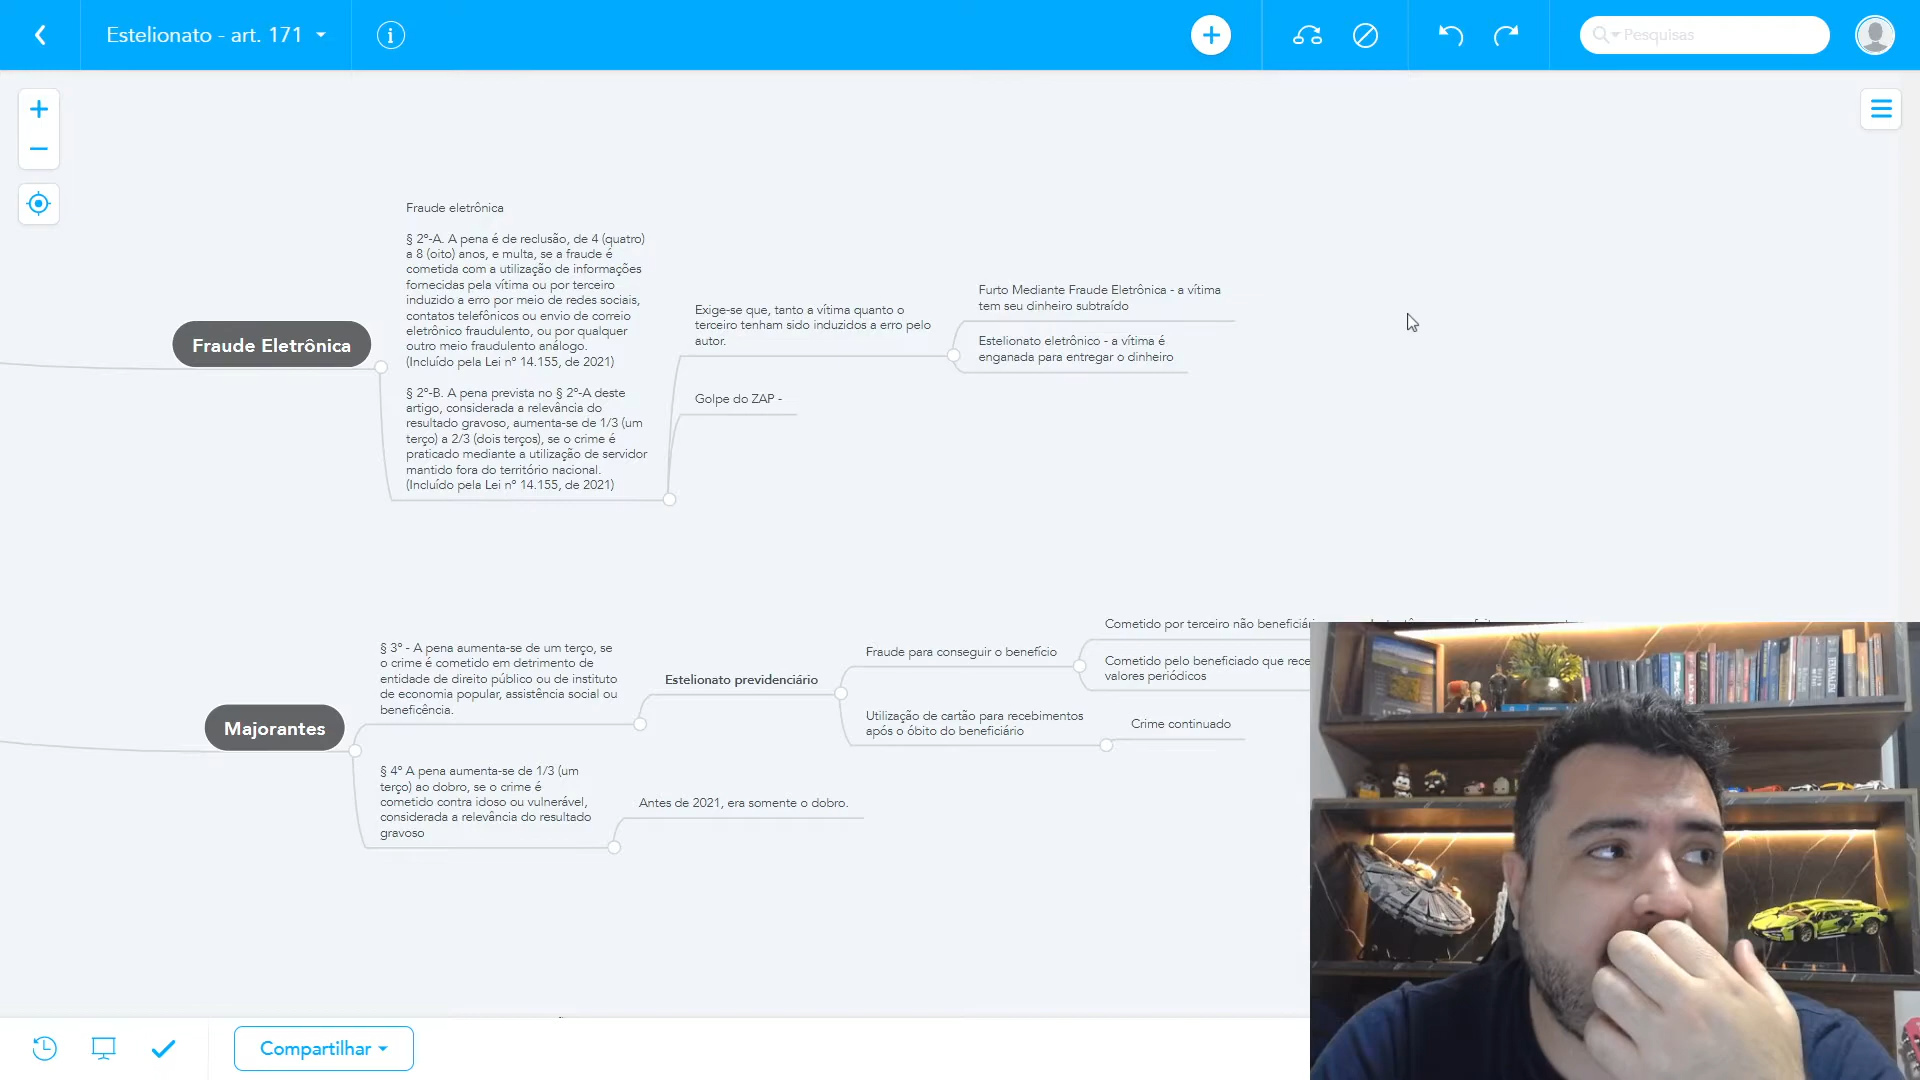 Estelionato - art. 171
Pesquisas
Fraude eletrônica
§ 2º-A. A pena é de reclusão, de 4 (quatro)
a 8 (oito) anos, e multa, se a fraude é
cometida com a utilização de informações
fornecidas pela vítima ou por terceiro
induzido a erro por meio de redes sociais,
contatos telefônicos ou envio de correio
eletrônico fraudulento, ou por qualquer
outro meio fraudulento análogo.
(Incluído pela Lei nº 14.155, de 2021)
§ 2º-B. A pena prevista no § 2º-A deste
artigo, considerada a relevância do
resultado gravoso, aumenta-se de 1/3 (um
terço) a 2/3 (dois terços), se o crime é
praticado mediante a utilização de servidor
mantido fora do território nacional.
(Incluído pela Lei nº 14.155, de 2021)
Fraude Eletrônica
Exige-se que, tanto a vítima quanto o
terceiro tenham sido induzidos a erro pelo
autor.
Furto Mediante Fraude Eletrônica - a vítima
tem seu dinheiro subtraído
Estelionato eletrônico - a vítima é
enganada para entregar o dinheiro
Golpe do ZAP -
Majorantes
§ 3º - A pena aumenta-se de um terço, se
o crime é cometido em detrimento de
entidade de direito público ou de instituto
de economia popular, assistência social ou
beneficência.
Estelionato previdenciário
Fraude para conseguir o benefício
Cometido por terceiro não
Cometido pelo beneficiado que
valores periódicos
Utilização de cartão para recebimentos
após o óbito do beneficiário
Crime continuado
§ 4º A pena aumenta-se de 1/3 (um
terço) ao dobro, se o crime é
cometido contra idoso ou vulnerável,
considerada a relevância do resultado
gravoso
Antes de 2021, era somente o dobro.
Compartilhar